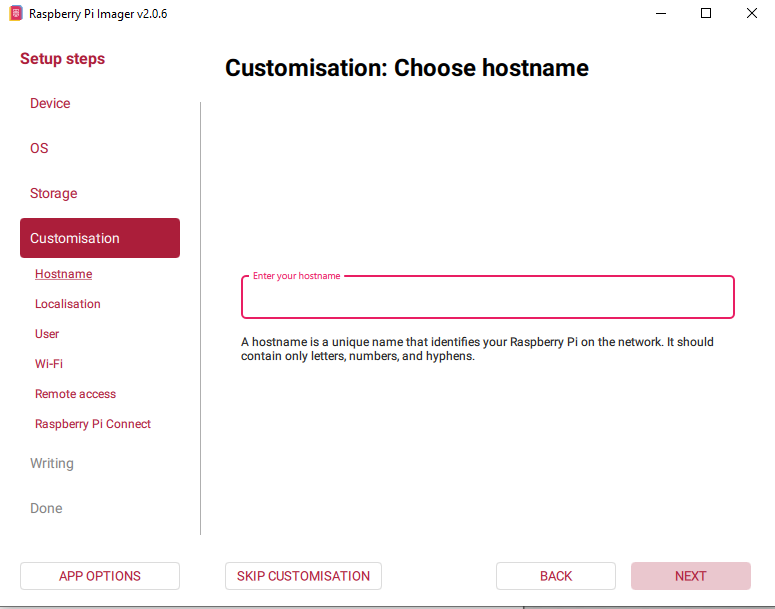 Raspberry Pi Imager v2.0.6
Setup steps
Customisation: Choose hostname
Device
OS
Storage
Customisation
Hostname
Localisation
User
Wi-Fi
Remote access
Raspberry Pi Connect
Writing
Done
Enter your hostname
A hostname is a unique name that identifies your Raspberry Pi on the network. It should
contain only letters, numbers, and hyphens.
APP OPTIONS
SKIP CUSTOMISATION
BACK
NEXT